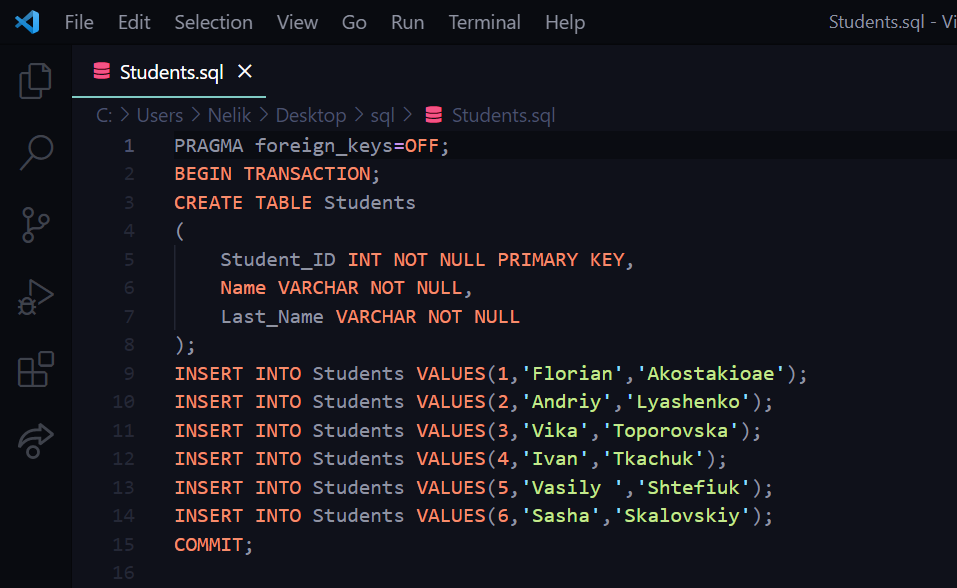 File Edit Selection View Go Run Terminal Help Students.sql - Vi
Students.sql
C: > Users > Nelik > Desktop > sql > Students.sql
1 PRAGMA foreign_keys=OFF;
2 BEGIN TRANSACTION;
3 CREATE TABLE Students
4 (
5 Student_ID INT NOT NULL PRIMARY KEY,
6 Name VARCHAR NOT NULL,
7 Last_Name VARCHAR NOT NULL
8 );
9 INSERT INTO Students VALUES(1,'Florian','Akostakioae');
10 INSERT INTO Students VALUES(2,'Andriy','Lyashenko');
11 INSERT INTO Students VALUES(3,'Vika','Toporovska');
12 INSERT INTO Students VALUES(4,'Ivan','Tkachuk');
13 INSERT INTO Students VALUES(5,'Vasily ','Shtefiuk');
14 INSERT INTO Students VALUES(6,'Sasha','Skalovskiy');
15 COMMIT;
16